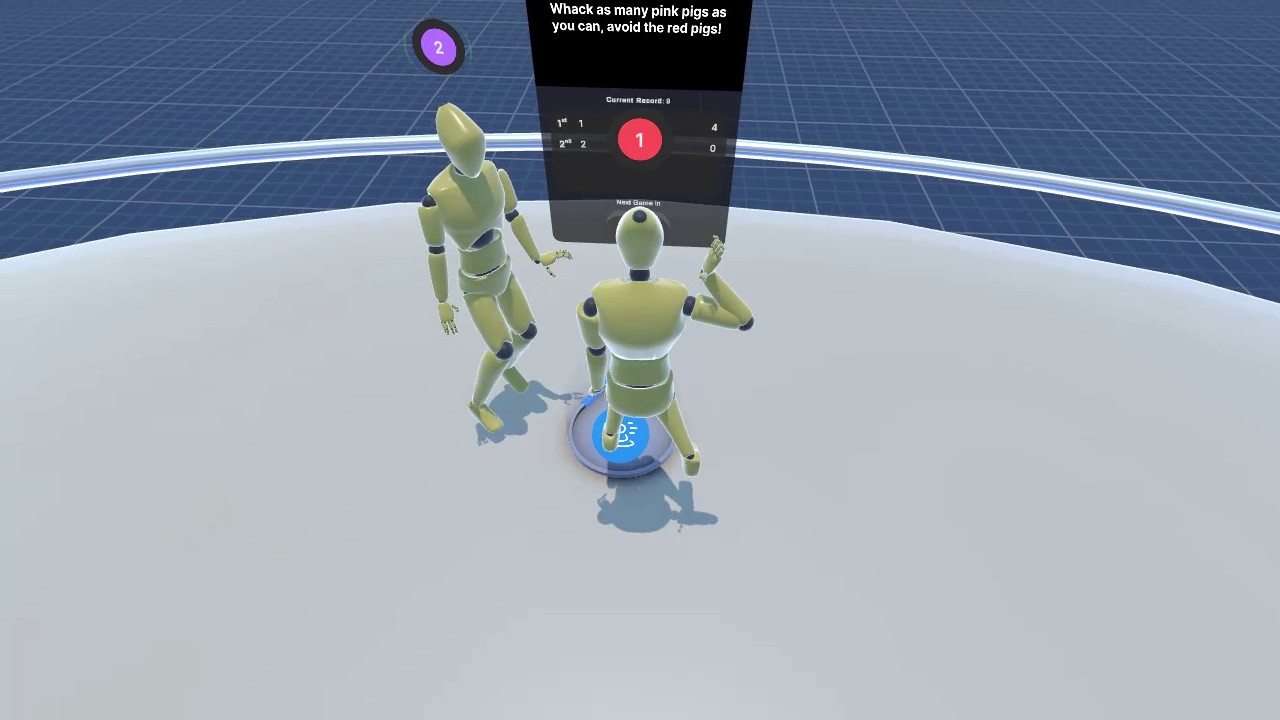 Whack as many pink pigs as
you can, avoid the red pigs!
2
Current Record: 9
1st 1 4
1
2nd 2 0
Next Game in